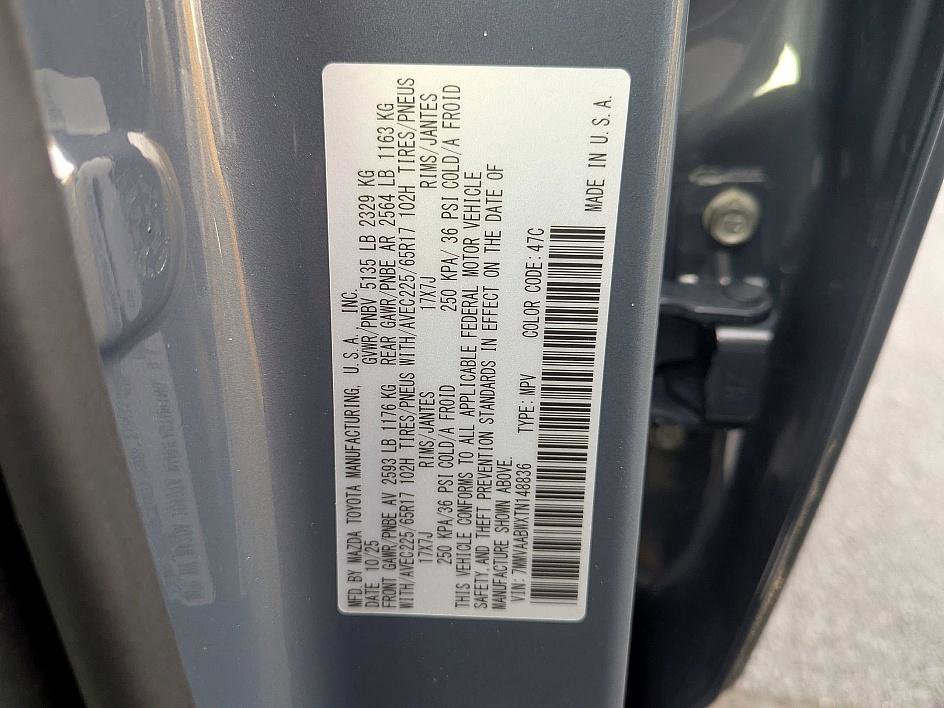 MFD.BY MAZDA TOYOTA MANUFACTURING, U.S.A. INC.
DATE 10/25 GVWR/PNBV 5135 LB 2329 KG
FRONT GAWR/PNBE AV 2593 LB 1176 KG REAR GAWR/PNBE AR 2564 LB 1163 KG
WITH/AVEC225/65R17 102H TIRES/PNEUS WITH/AVEC225/65R17 102H TIRES/PNEUS
17X7J RIMS/JANTES 17X7J RIMS/JANTES
250 KPA/36 PSI COLD/A FROID 250 KPA/36 PSI COLD/A FROID
THIS VEHICLE CONFORMS TO ALL APPLICABLE FEDERAL MOTOR VEHICLE
SAFETY, AND THEFT PREVENTION STANDARDS IN EFFECT ON THE DATE OF
MANUFACTURE SHOWN ABOVE.
VIN: 7MMVAABWXTN148836 TYPE: MPV COLOR CODE: 47C
MADE IN U.S.A.